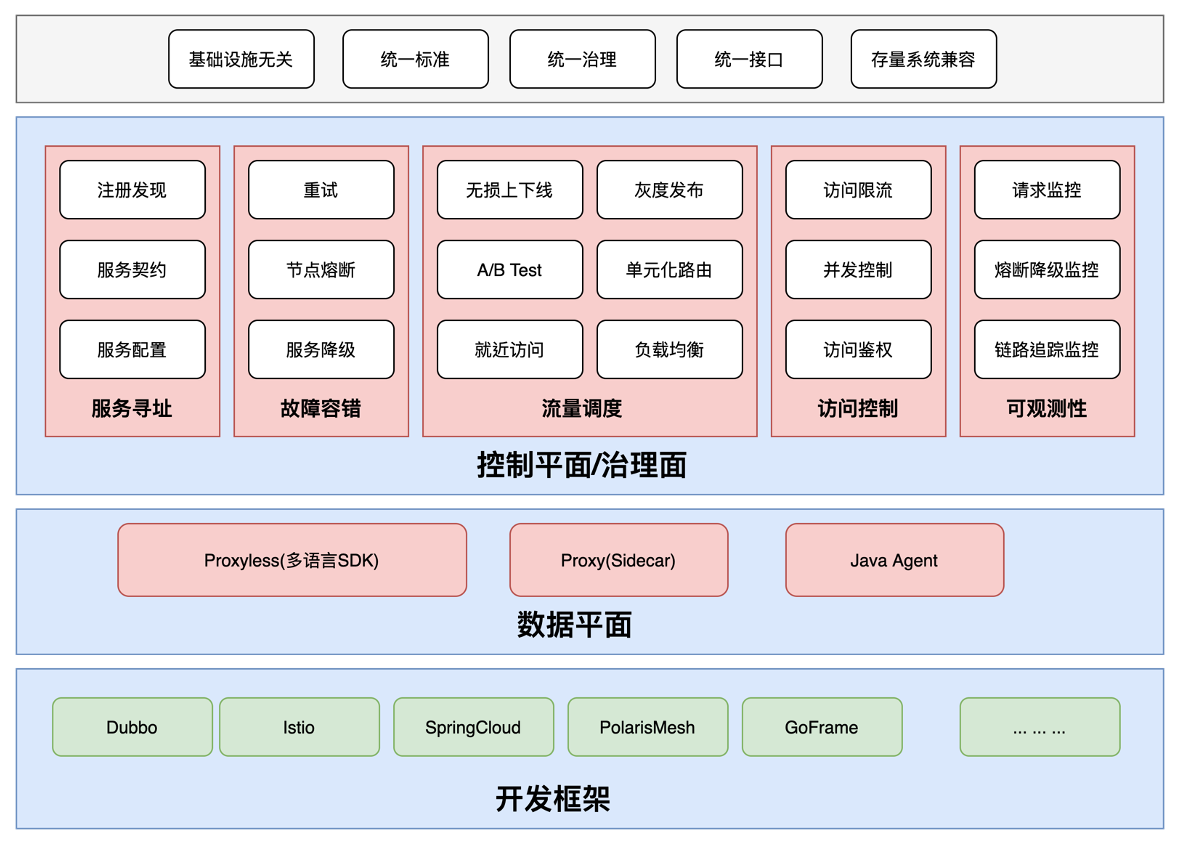 基础设施无关
统一标准
统一治理
统一接口
存量系统兼容
注册发现
服务契约
服务配置
服务寻址
重试
节点熔断
服务降级
故障容错
无损上下线
灰度发布
A/B Test
单元化路由
就近访问
负载均衡
流量调度
访问限流
并发控制
访问鉴权
访问控制
请求监控
熔断降级监控
链路追踪监控
可观测性
控制平面/治理面
Proxyless(多语言SDK)
Proxy(Sidecar)
Java Agent
数据平面
Dubbo
Istio
SpringCloud
PolarisMesh
GoFrame
... ... ...
开发框架